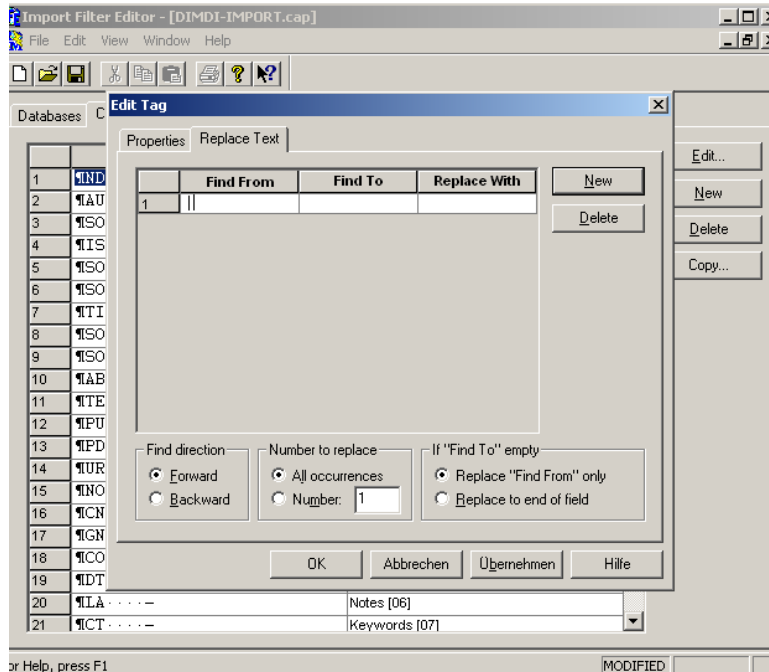 Import Filter Editor - [DIMDI-IMPORT.cap]
File Edit View Window Help
Databases C
Edit Tag
Properties Replace Text
Find From Find To Replace With
1
New
Delete
Edit...
New
Delete
Copy...
1 ¶IND
2 ¶AU
3 ¶SO
4 ¶IS
5 ¶SO
6 ¶SO
7 ¶TI
8 ¶SO
9 ¶SO
10 ¶AB
11 ¶TE
12 ¶PU
13 ¶PD
14 ¶UR
15 ¶NO
16 ¶CN
17 ¶GN
18 ¶CO
19 ¶DT
20 ¶LA····– Notes [06]
21 ¶CT····– Keywords [07]
Find direction
Forward
Backward
Number to replace
All occurrences
Number: 1
If "Find To" empty
Replace "Find From" only
Replace to end of field
OK Abbrechen Übernehmen Hilfe
or Help, press F1 MODIFIED